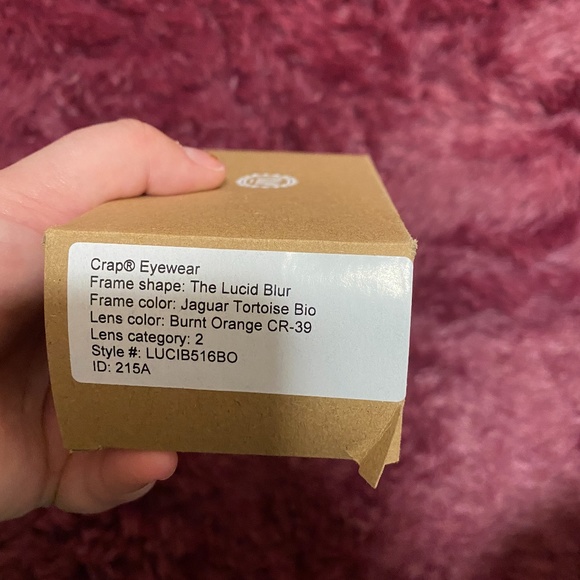 Crap® Eyewear
Frame shape: The Lucid Blur
Frame color: Jaguar Tortoise Bio
Lens color: Burnt Orange CR-39
Lens category: 2
Style #: LUCIB516BO
ID: 215A